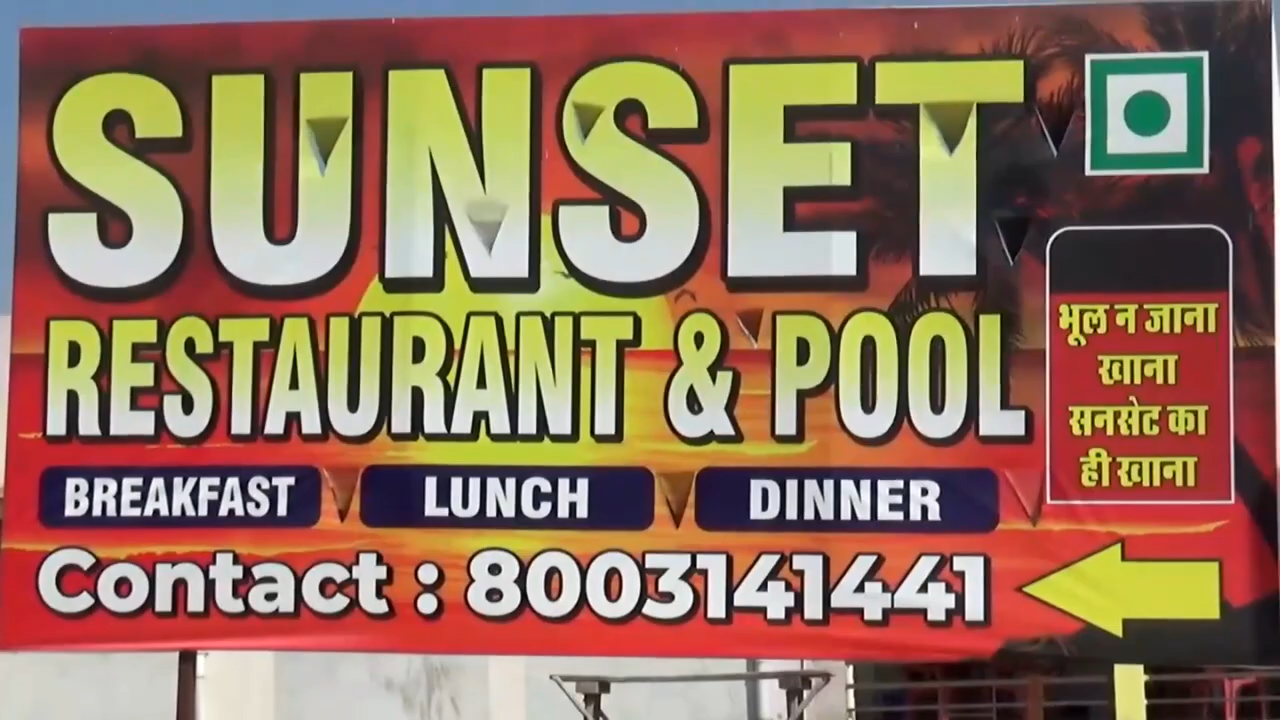 SUNSET
RESTAURANT & POOL
BREAKFAST LUNCH DINNER
Contact : 8003141441
भूल न जाना
खाना
सनसेट का
ही खाना